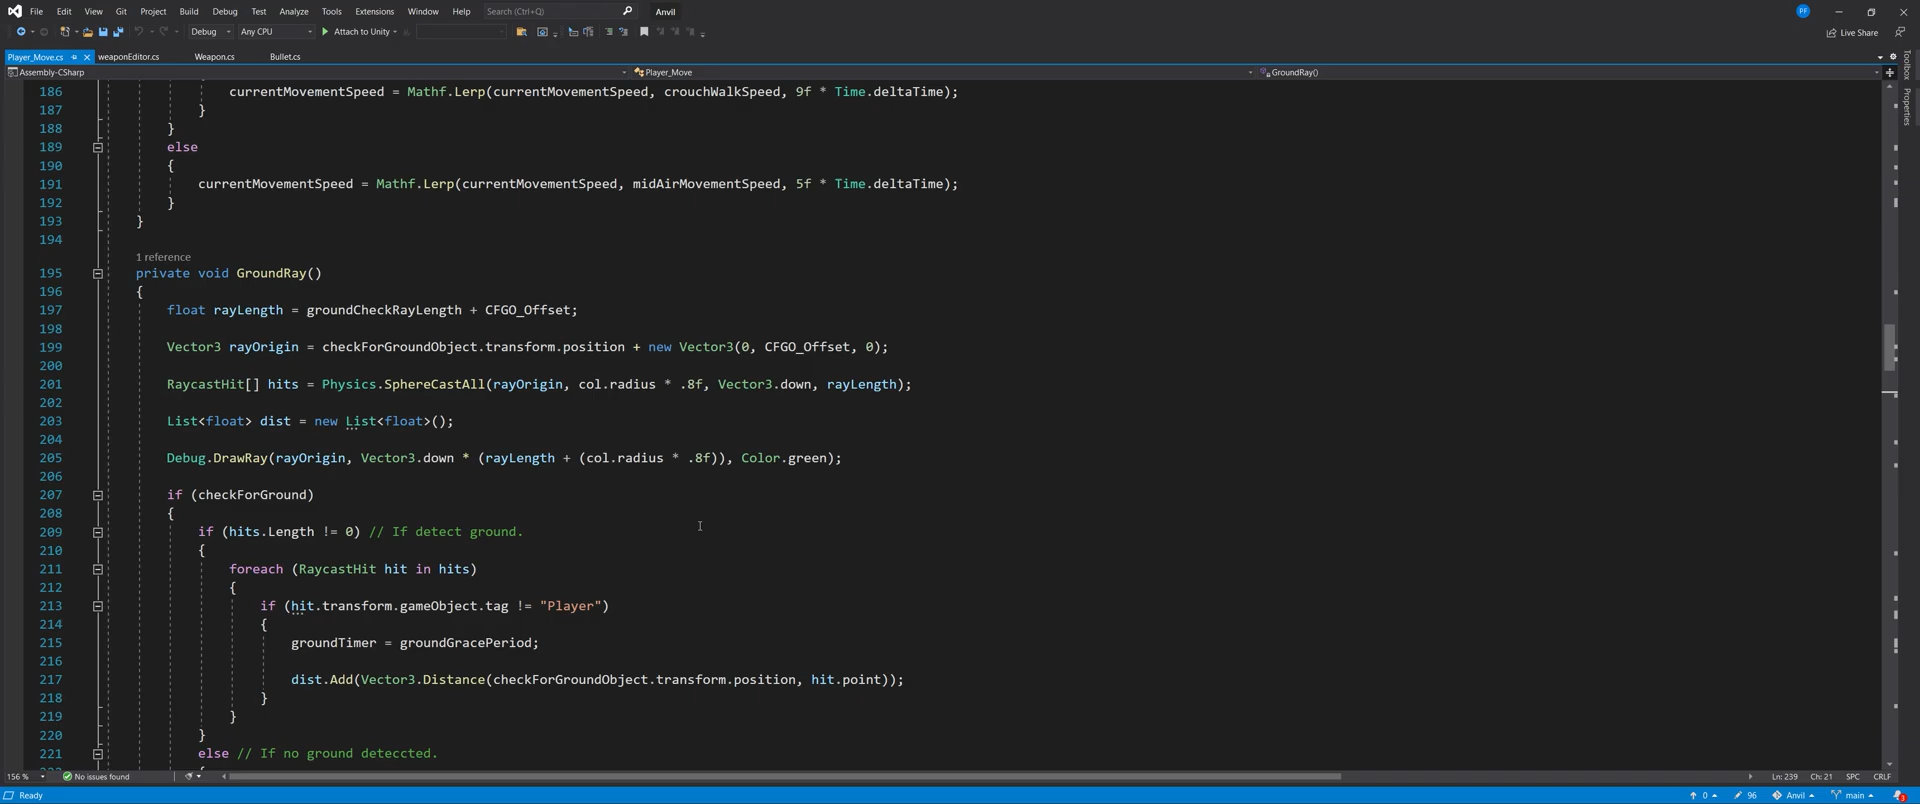 File Edit View Git Project Build Debug Test Analyze Tools Extensions Window Help Search (Ctrl+Q) Anvil PF
Debug Any CPU Attach to Unity Live Share
Player_Move.cs weaponEditor.cs Weapon.cs Bullet.cs
Assembly-CSharp Player_Move GroundRay()
Toolbox
Properties
186 currentMovementSpeed = Mathf.Lerp(currentMovementSpeed, crouchWalkSpeed, 9f * Time.deltaTime);
187 }
188 }
189 else
190 {
191 currentMovementSpeed = Mathf.Lerp(currentMovementSpeed, midAirMovementSpeed, 5f * Time.deltaTime);
192 }
193 }
194
1 reference
195 private void GroundRay()
196 {
197 float rayLength = groundCheckRayLength + CFGO_Offset;
198
199 Vector3 rayOrigin = checkForGroundObject.transform.position + new Vector3(0, CFGO_Offset, 0);
200
201 RaycastHit[] hits = Physics.SphereCastAll(rayOrigin, col.radius * .8f, Vector3.down, rayLength);
202
203 List<float> dist = new List<float>();
204
205 Debug.DrawRay(rayOrigin, Vector3.down * (rayLength + (col.radius * .8f)), Color.green);
206
207 if (checkForGround)
208 {
209 if (hits.Length != 0) // If detect ground.
210 {
211 foreach (RaycastHit hit in hits)
212 {
213 if (hit.transform.gameObject.tag != "Player")
214 {
215 groundTimer = groundGracePeriod;
216
217 dist.Add(Vector3.Distance(checkForGroundObject.transform.position, hit.point));
218 }
219 }
220 }
221 else // If no ground deteccted.
156 % No issues found Ln: 239 Ch: 21 SPC CRLF
Ready 0 96 Anvil main